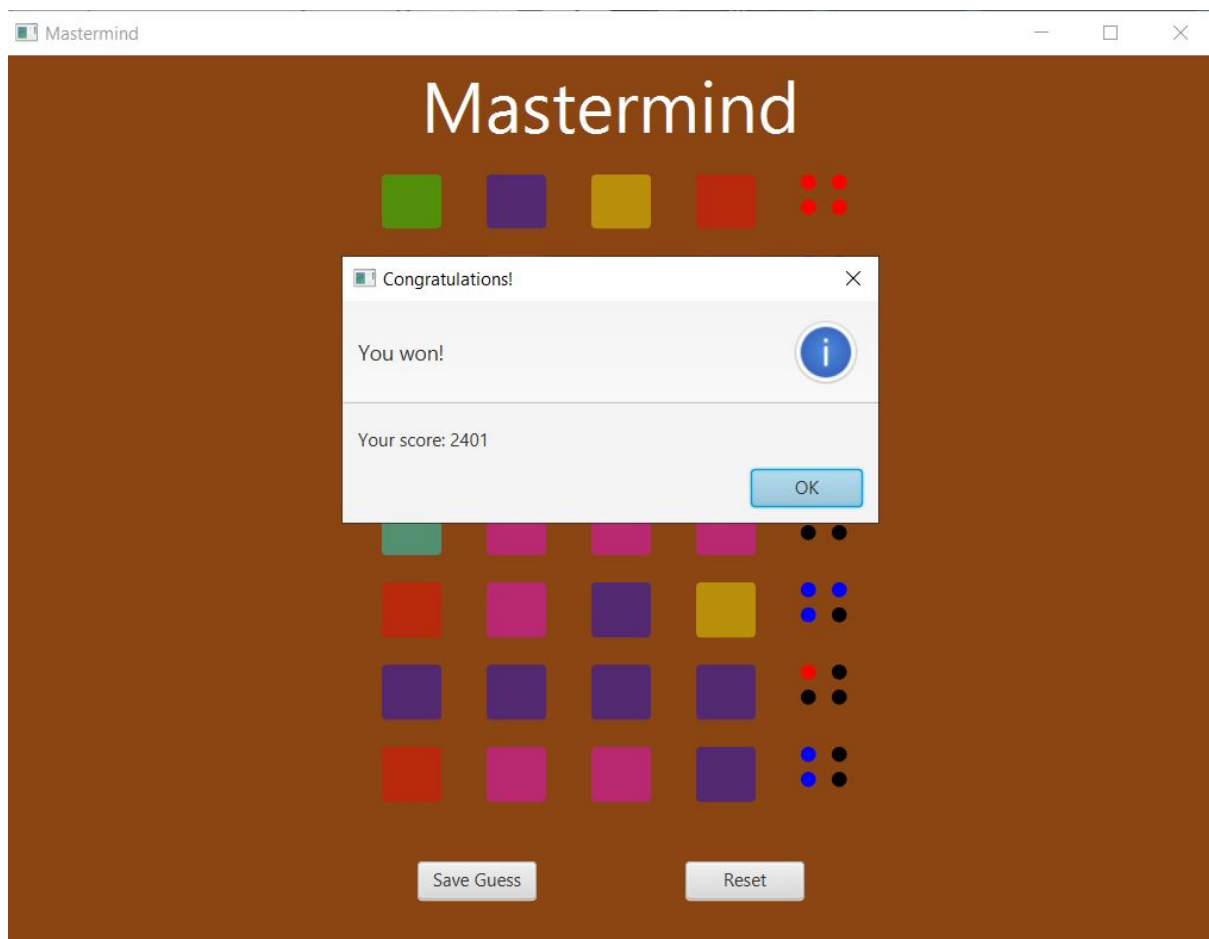 Mastermind
Mastermind
Congratulations!
You won!
Your score: 2401
OK
Save Guess
Reset